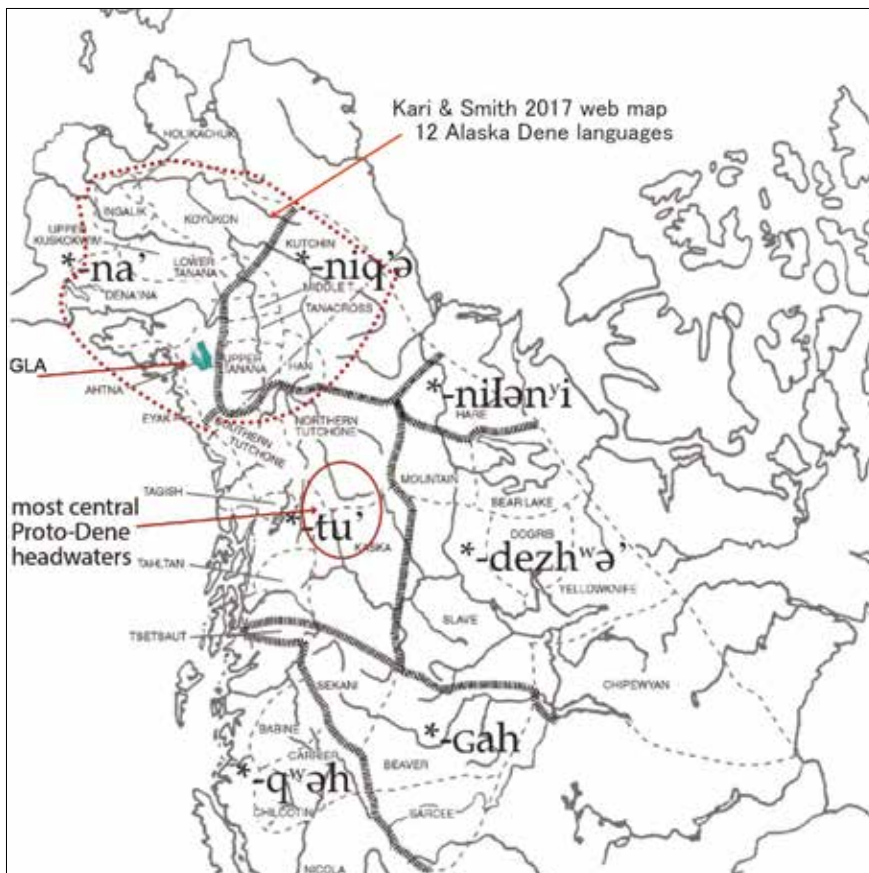 Kari & Smith 2017 web map
12 Alaska Dene languages
HOLIKACHUK
INGALIK
KOYUKON
UPPER
KUSKOKWIM
KUTCHIN
*-na’
LOWER
TANANA
*-nıq’ə
MIDDLE
DENA'INA
TANACROSS
GLA
UPPER
TANANA
HAN
AHTNA
*-nilənʸi
HARE
EYAK
NORTHERN
TUTCHONE
TUTCHONE
MOUNTAIN
TAGISH
BEAR LAKE
most central
Proto-Dene
headwaters
*-tu’
DOGRIB
KASKA
*-dezhʷə’
TAHLTAN
YELLOWKNIFE
SLAVE
TSETSAUT
CHIPEWYAN
SEKANI
*-ɢah
BABINE
CARRIER
BEAVER
*-qʷəh
CHILCOTIN
SARCEE
NICOLA